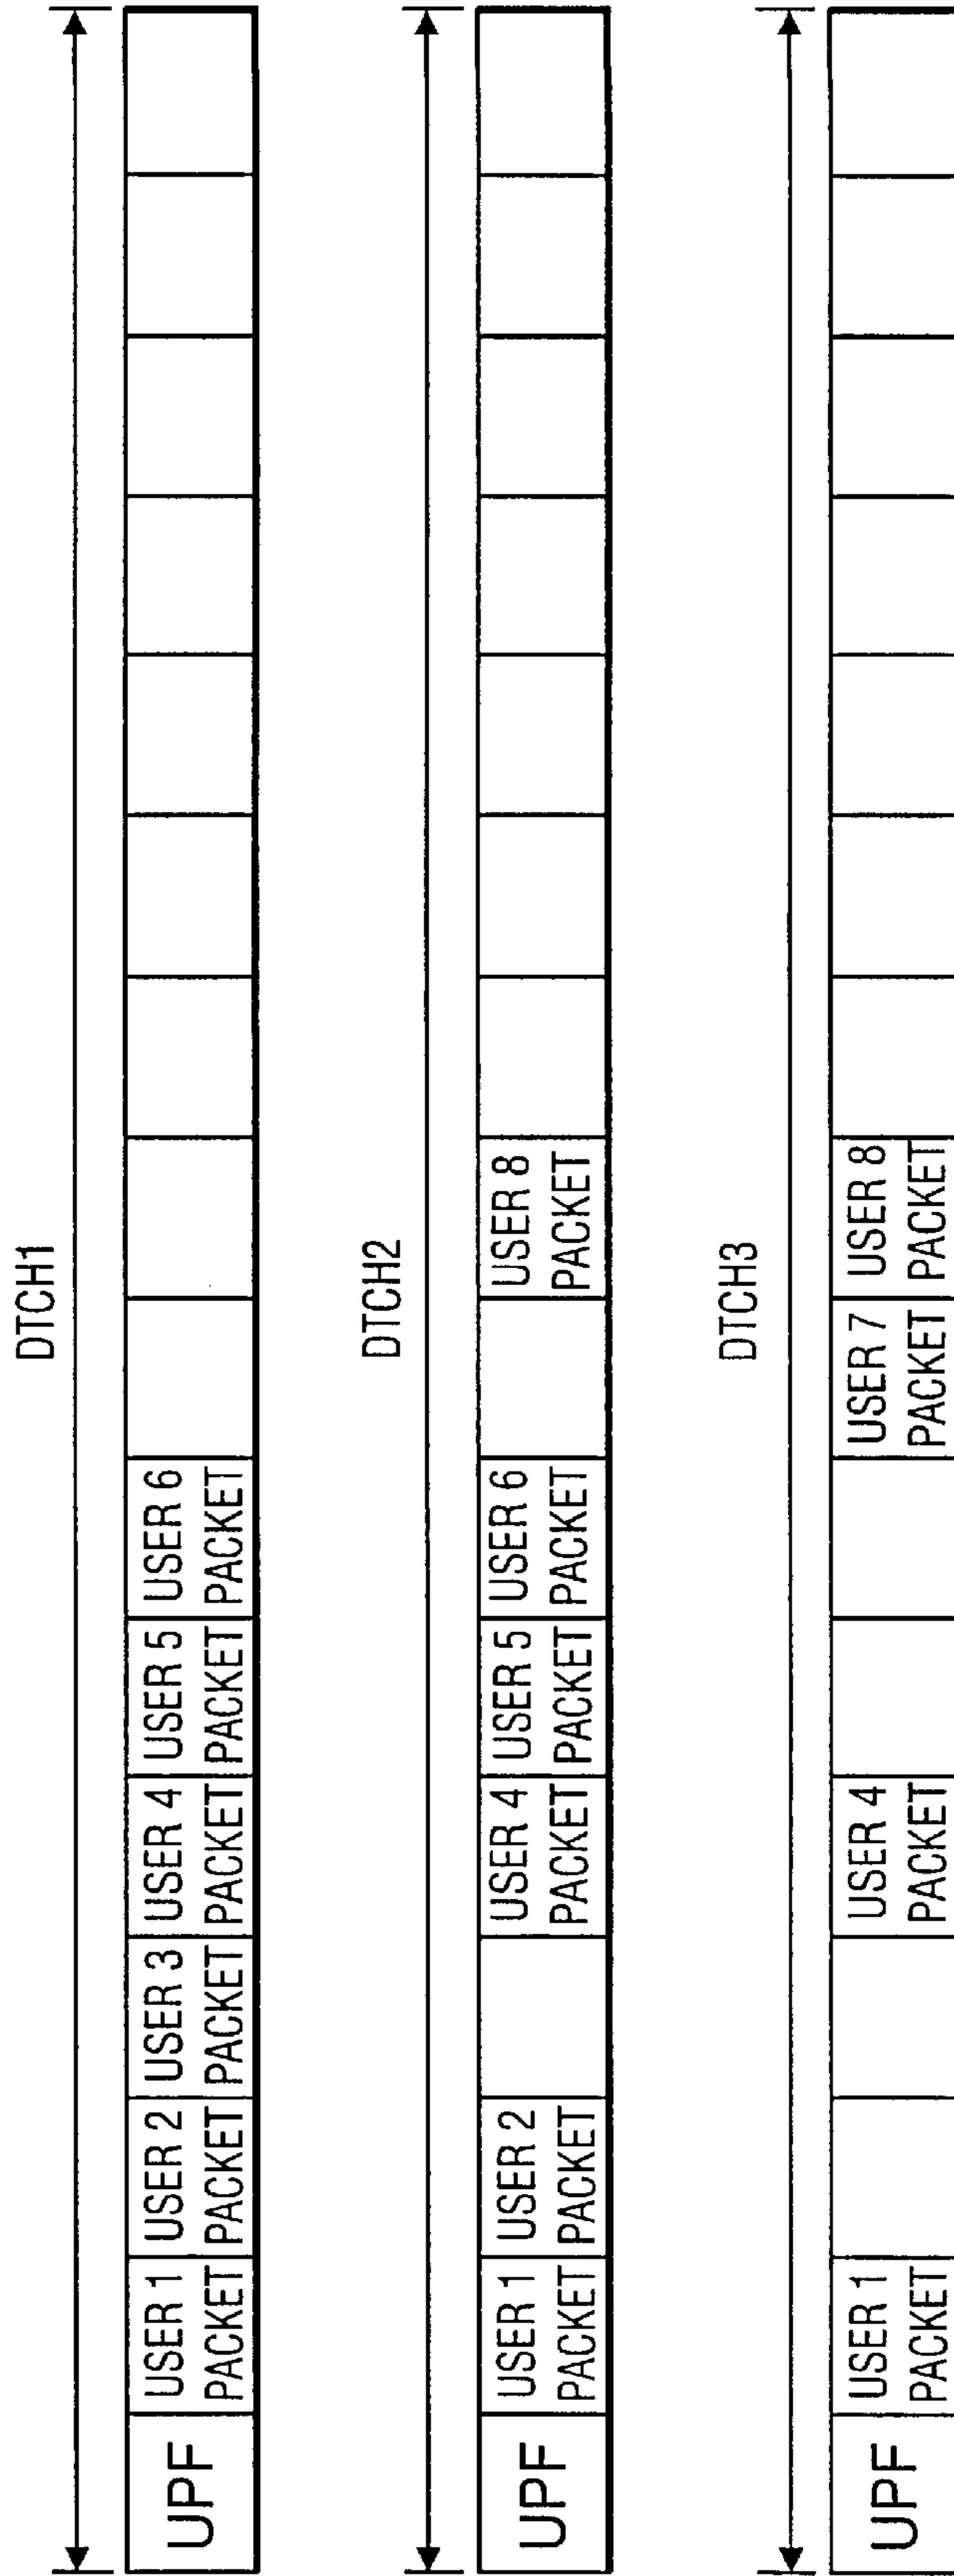 DTCH1
UPF
USER 1
PACKET
USER 2
PACKET
USER 3
PACKET
USER 4
PACKET
USER 5
PACKET
USER 6
PACKET
DTCH2
UPF
USER 1
PACKET
USER 2
PACKET
USER 4
PACKET
USER 5
PACKET
USER 6
PACKET
USER 8
PACKET
DTCH3
UPF
USER 1
PACKET
USER 4
PACKET
USER 7
PACKET
USER 8
PACKET